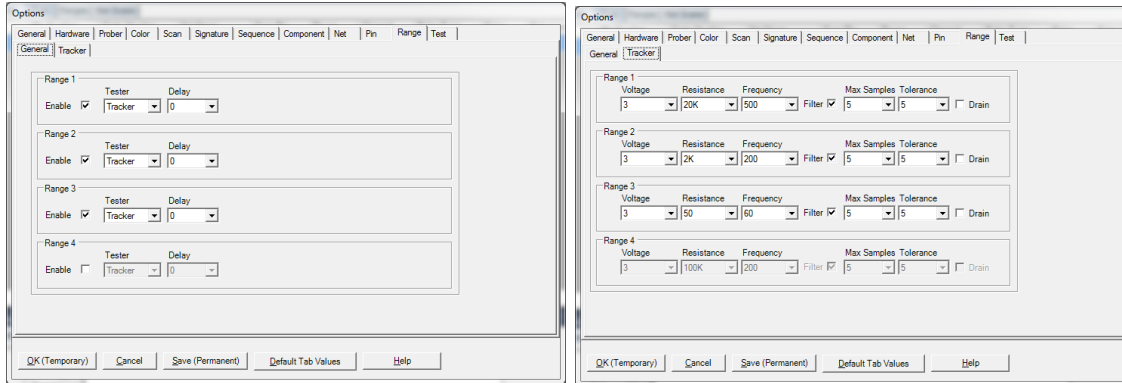 Options
General Hardware Prober Color Scan Signature Sequence Component Net Pin Range Test
General Tracker
Range 1
Tester Delay
Enable Tracker 0
Range 2
Tester Delay
Enable Tracker 0
Range 3
Tester Delay
Enable Tracker 0
Range 4
Tester Delay
Enable Tracker 0
OK (Temporary) Cancel Save (Permanent) Default Tab Values Help
Options
General Hardware Prober Color Scan Signature Sequence Component Net Pin Range Test
General Tracker
Range 1
Voltage Resistance Frequency Max Samples Tolerance
3 20K 500 Filter 5 5 Drain
Range 2
Voltage Resistance Frequency Max Samples Tolerance
3 2K 200 Filter 5 5 Drain
Range 3
Voltage Resistance Frequency Max Samples Tolerance
3 50 60 Filter 5 5 Drain
Range 4
Voltage Resistance Frequency Max Samples Tolerance
3 100K 200 Filter 5 5 Drain
OK (Temporary) Cancel Save (Permanent) Default Tab Values Help